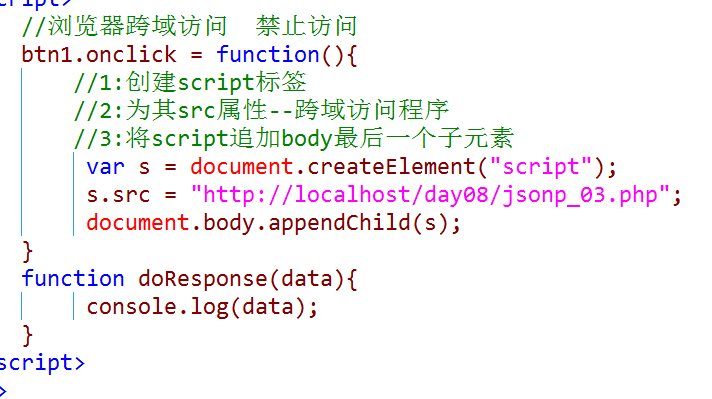 script>
//浏览器跨域访问 禁止访问
btn1.onclick = function(){
//1:创建script标签
//2:为其src属性--跨域访问程序
//3:将script追加body最后一个子元素
var s = document.createElement("script");
s.src = "http://localhost/day08/jsonp_03.php";
document.body.appendChild(s);
}
function doResponse(data){
console.log(data);
}
script>
>